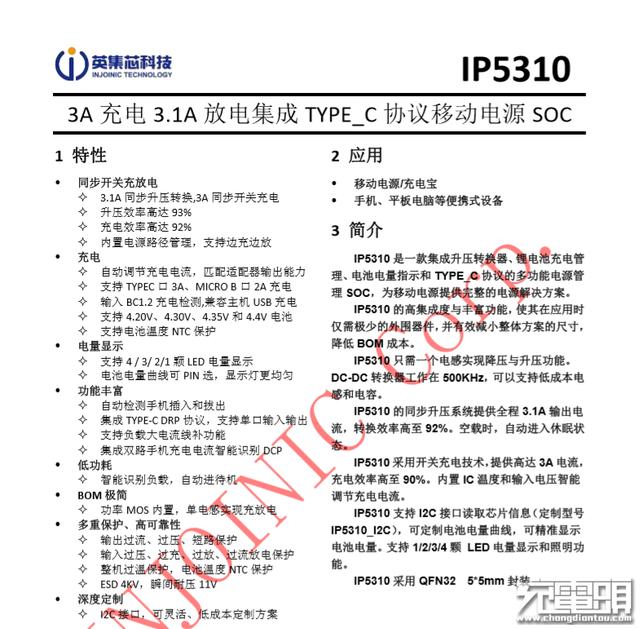 英集芯科技
INJOINIC TECHNOLOGY
IP5310
3A 充电 3.1A 放电集成 TYPE_C 协议移动电源 SOC
1 特性
• 同步开关充放电
✧ 3.1A 同步升压转换,3A 同步开关充电
✧ 升压效率高达 93%
✧ 充电效率高达 92%
✧ 内置电源路径管理，支持边充边放
• 充电
✧ 自动调节充电电流，匹配适配器输出能力
✧ 支持 TYPEC 口 3A、MICRO B 口 2A 充电
✧ 输入 BC1.2 充电检测,兼容主机 USB 充电
✧ 支持 4.20V、4.30V、4.35V 和 4.4V 电池
✧ 支持电池温度 NTC 保护
• 电量显示
✧ 支持 4 / 3/ 2/1 颗 LED 电量显示
✧ 电池电量曲线可 PIN 选，显示灯更均匀
• 功能丰富
✧ 自动检测手机插入和拔出
✧ 集成 TYPE-C DRP 协议，支持单口输入输出
✧ 支持负载大电流线补功能
✧ 集成双路手机充电电流智能识别 DCP
• 低功耗
✧ 智能识别负载，自动进待机
• BOM 极简
✧ 功率 MOS 内置，单电感实现充放电
• 多重保护、高可靠性
✧ 输出过流、过压、短路保护
✧ 输入过压、过充、过放、过流放电保护
✧ 整机过温保护，电池温度 NTC 保护
✧ ESD 4KV，瞬间耐压 11V
• 深度定制
✧ I2C 接口，可灵活、低成本定制方案
2 应用
• 移动电源/充电宝
• 手机、平板电脑等便携式设备
3 简介
IP5310 是一款集成升压转换器、锂电池充电管
理、电池电量指示和 TYPE_C 协议的多功能电源管
理 SOC，为移动电源提供完整的电源解决方案。
IP5310 的高集成度与丰富功能，使其在应用时
仅需极少的外围器件，并有效减小整体方案的尺寸，
降低 BOM 成本。
IP5310 只需一个电感实现降压与升压功能。
DC-DC 转换器工作在 500KHz，可以支持低成本电
感和电容。
IP5310 的同步升压系统提供全程 3.1A 输出电
流，转换效率高至 92%。空载时，自动进入休眠状
态。
IP5310 采用开关充电技术，提供高达 3A 电流，
充电效率高至 90%。内置 IC 温度和输入电压智能
调节充电电流。
IP5310 支持 I2C 接口读取芯片信息（定制型号
IP5310_I2C），可定制电池电量曲线，可精准显示
电池电量。支持 1/2/3/4 颗 LED 电量显示和照明功
能。
IP5310 采用 QFN32 5*5mm 封装
INJOINIC Corp.
充電网
www.chongdiantou.com